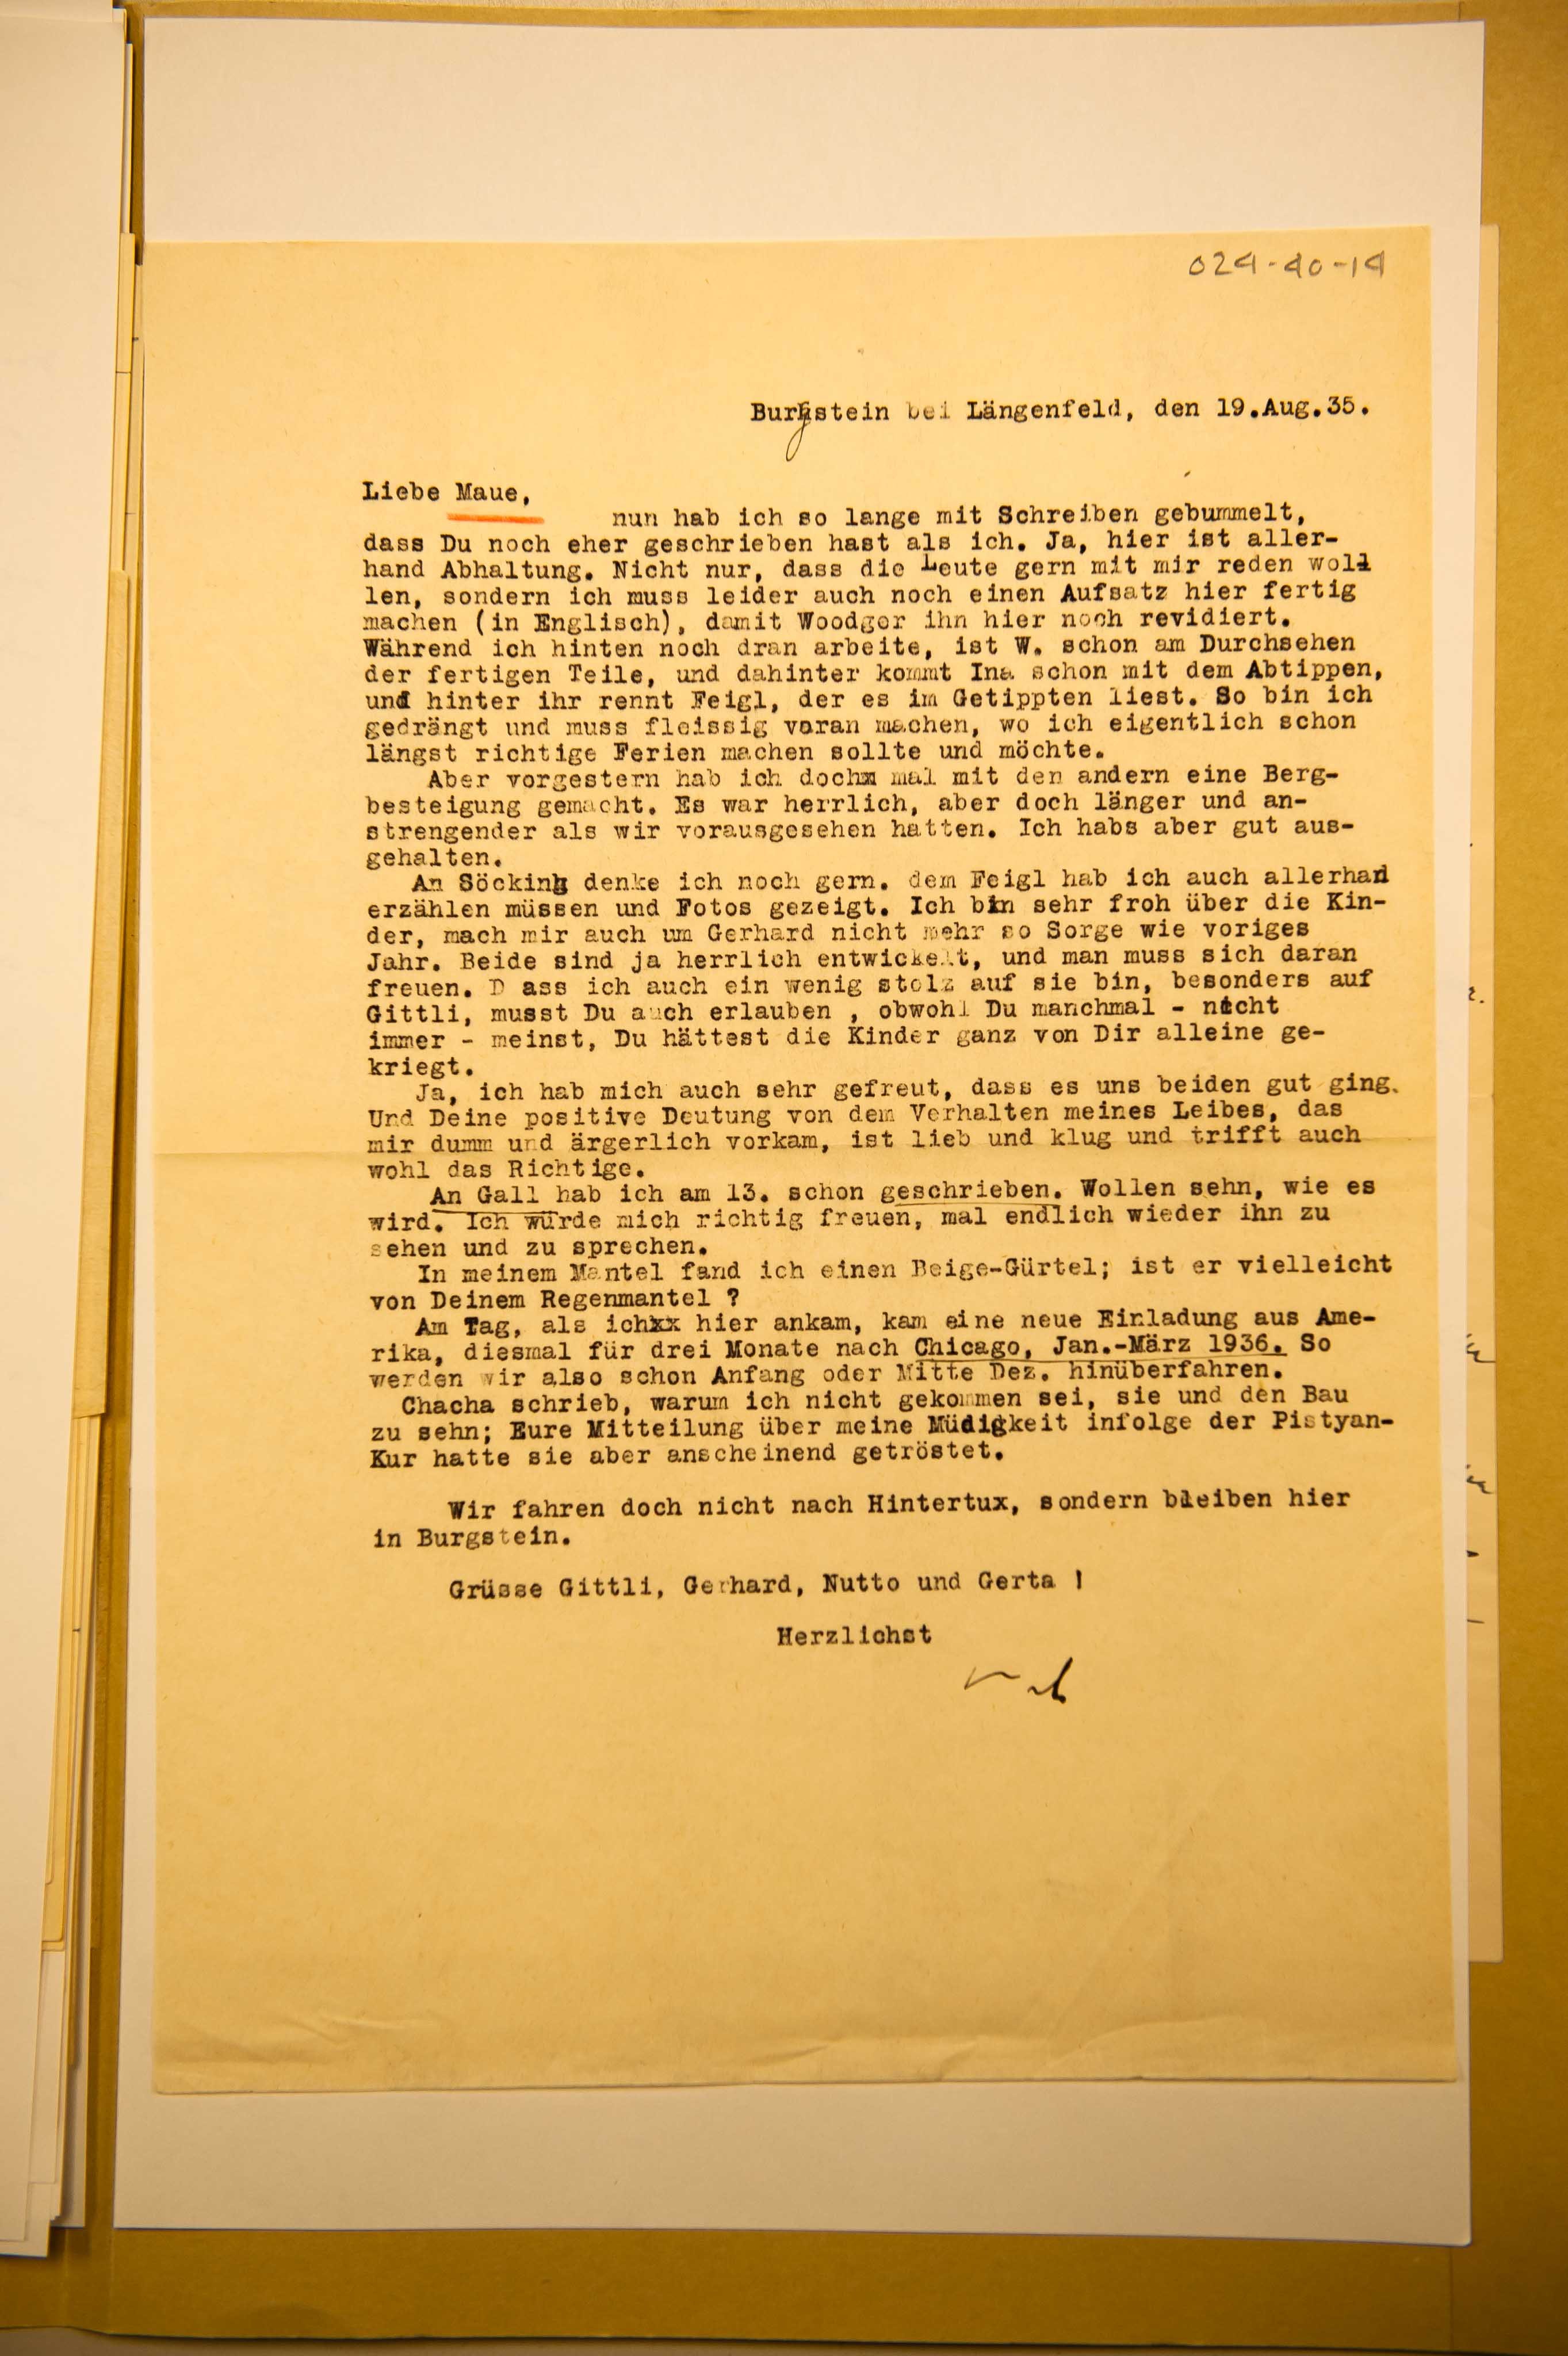 024-40-14
Burgstein bei Längenfeld, den 19.Aug.35.
Liebe Maue,
nun hab ich so lange mit Schreiben gebummelt,
dass Du noch eher geschrieben hast als ich. Ja, hier ist aller-
hand Abhaltung. Nicht nur, dass die Leute gern mit mir reden wol-
len, sondern ich muss leider auch noch einen Aufsatz hier fertig
machen (in Englisch), damit Woodger ihn hier noch revidiert.
Während ich hinten noch dran arbeite, ist W. schon am Durchsehen
der fertigen Teile, und dahinter kommt Ina schon mit dem Abtippen,
und hinter ihr rennt Feigl, der es im Getippten liest. So bin ich
gedrängt und muss fleissig voran machen, wo ich eigentlich schon
längst richtige Ferien machen sollte und möchte.
Aber vorgestern hab ich dochx mal mit den andern eine Berg-
besteigung gemacht. Es war herrlich, aber doch länger und an-
strengender als wir vorausgesehen hatten. Ich habs aber gut aus-
gehalten.
An Söcking denke ich noch gern. dem Feigl hab ich auch allerhand
erzählen müssen und Fotos gezeigt. Ich bin sehr froh über die Kin-
der, mach mir auch um Gerhard nicht mehr so Sorge wie voriges
Jahr. Beide sind ja herrlich entwickelt, und man muss sich daran
freuen. D ass ich auch ein wenig stolz auf sie bin, besonders auf
Gittli, musst Du auch erlauben , obwohl Du manchmal - nicht
immer - meinst, Du hättest die Kinder ganz von Dir alleine ge-
kriegt.
Ja, ich hab mich auch sehr gefreut, dass es uns beiden gut ging.
Und Deine positive Deutung von dem Verhalten meines Leibes, das
mir dumm und ärgerlich vorkam, ist lieb und klug und trifft auch
wohl das Richtige.
An Gall hab ich am 13. schon geschrieben. Wollen sehn, wie es
wird. Ich würde mich richtig freuen, mal endlich wieder ihn zu
sehen und zu sprechen.
In meinem Mantel fand ich einen Beige-Gürtel; ist er vielleicht
von Deinem Regenmantel ?
Am Tag, als ichxx hier ankam, kam eine neue Einladung aus Ame-
rika, diesmal für drei Monate nach Chicago, Jan.-März 1936. So
werden wir also schon Anfang oder Mitte Dez. hinüberfahren.
Chacha schrieb, warum ich nicht gekommen sei, sie und den Bau
zu sehn; Eure Mitteilung über meine Müdigkeit infolge der Pistyan-
Kur hatte sie aber anscheinend getröstet.
Wir fahren doch nicht nach Hintertux, sondern bleiben hier
in Burgstein.
Grüsse Gittli, Gerhard, Nutto und Gerta !
Herzlichst